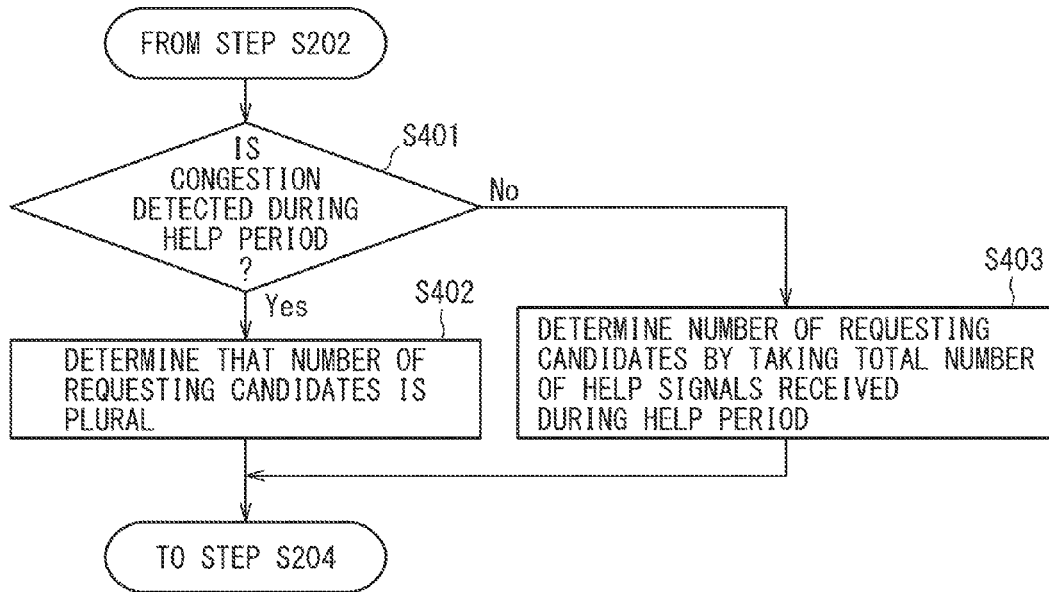 FROM STEP S202
S401
IS
CONGESTION
DETECTED DURING
HELP PERIOD
?
No
Yes
S402
DETERMINE THAT NUMBER OF
REQUESTING CANDIDATES IS
PLURAL
S403
DETERMINE NUMBER OF REQUESTING
CANDIDATES BY TAKING TOTAL NUMBER
OF HELP SIGNALS RECEIVED
DURING HELP PERIOD
TO STEP S204